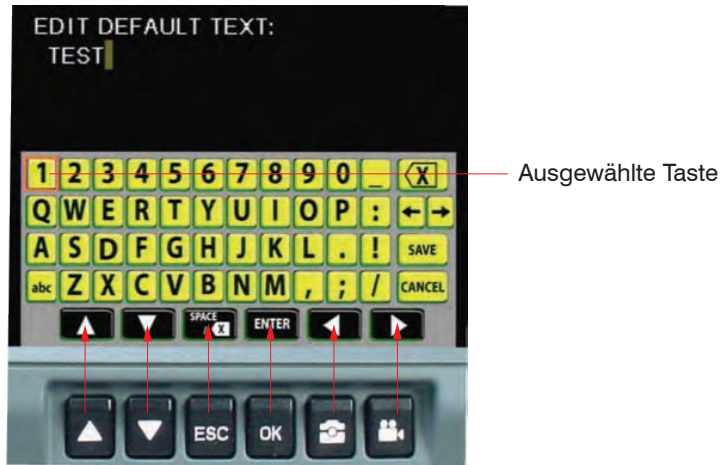 EDIT DEFAULT TEXT:
TEST
1 2 3 4 5 6 7 8 9 0 _ X
Ausgewählte Taste
Q W E R T Y U I O P :
A S D F G H J K L . ! SAVE
abc Z X C V B N M , ; / CANCEL
SPACE / X ENTER
ESC OK